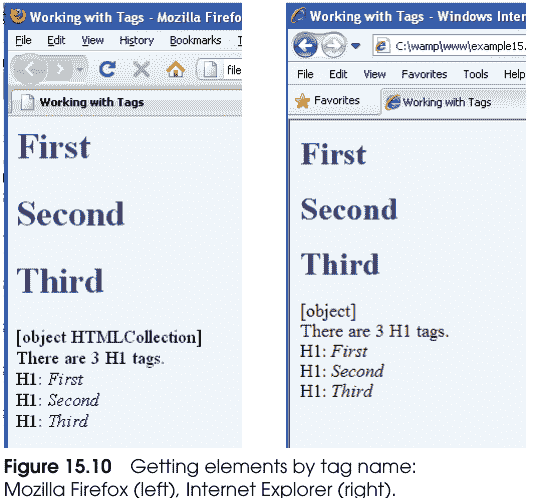 Working with Tags - Mozilla Firefo
File Edit View History Bookmarks
file
Working with Tags
First
Second
Third
[object HTMLCollection]
There are 3 H1 tags.
H1: First
H1: Second
H1: Third
Working with Tags - Windows Inter
C:\wamp\www\example15.
File Edit View Favorites Tools Help
Favorites
Working with Tags
First
Second
Third
[object]
There are 3 H1 tags.
H1: First
H1: Second
H1: Third
Figure 15.10 Getting elements by tag name:
Mozilla Firefox (left), Internet Explorer (right).